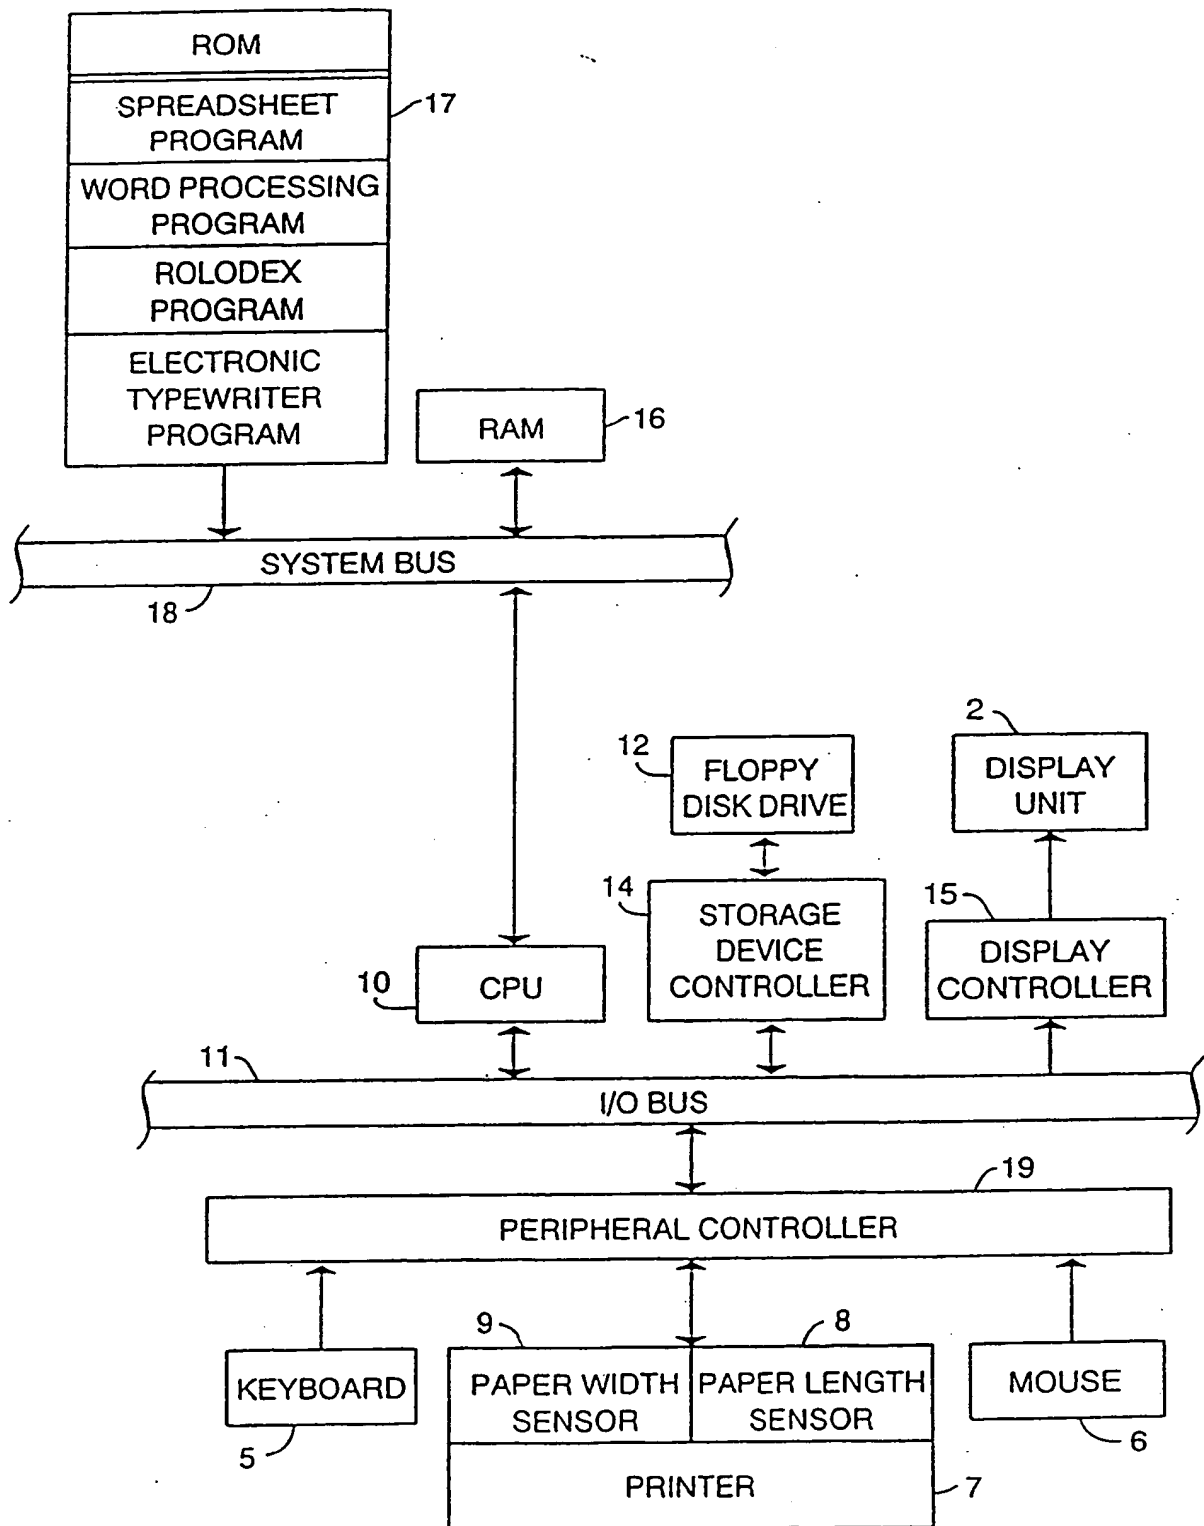 ROM
SPREADSHEET
PROGRAM
17
WORD PROCESSING
PROGRAM
ROLODEX
PROGRAM
ELECTRONIC
TYPEWRITER
PROGRAM
RAM
16
SYSTEM BUS
18
12
FLOPPY
DISK DRIVE
2
DISPLAY
UNIT
14
STORAGE
DEVICE
CONTROLLER
15
DISPLAY
CONTROLLER
10
CPU
11
I/O BUS
19
PERIPHERAL CONTROLLER
KEYBOARD
5
9
PAPER WIDTH
SENSOR
8
PAPER LENGTH
SENSOR
MOUSE
6
PRINTER
7